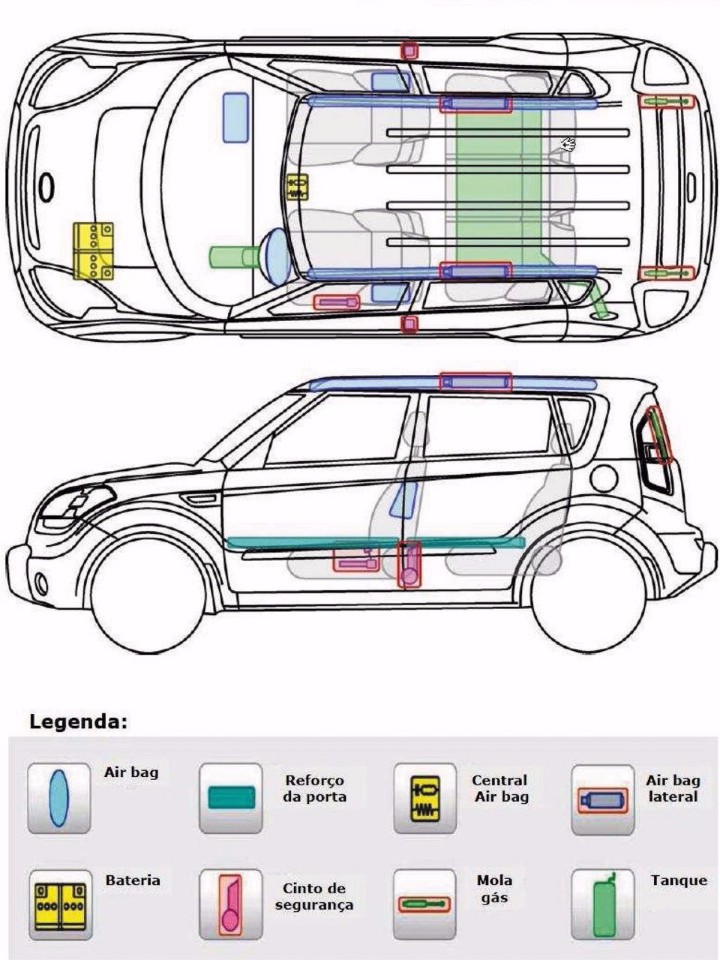 Legenda:
Air bag
Reforço
da porta
Central
Air bag
Air bag
lateral
Bateria
Cinto de
segurança
Mola
gás
Tanque